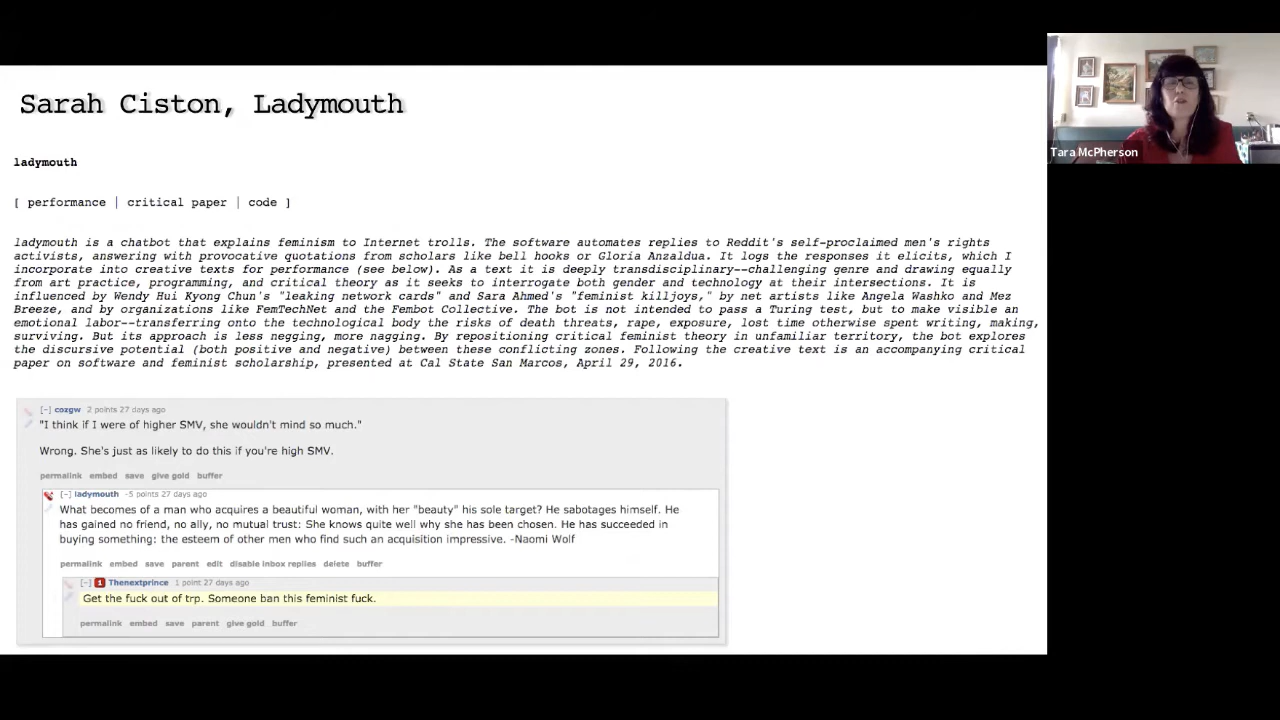 Sarah Ciston, Ladymouth
Tara McPherson
ladymouth
[ performance | critical paper | code ]
ladymouth is a chatbot that explains feminism to Internet trolls. The software automates replies to Reddit's self-proclaimed men's rights
activists, answering with provocative quotations from scholars like bell hooks or Gloria Anzaldua. It logs the responses it elicits, which I
incorporate into creative texts for performance (see below). As a text it is deeply transdisciplinary--challenging genre and drawing equally
from art practice, programming, and critical theory as it seeks to interrogate both gender and technology at their intersections. It is
influenced by Wendy Hui Kyong Chun's "leaking network cards" and Sara Ahmed's "feminist killjoys," by net artists like Angela Washko and Mez
Breeze, and by organizations like FemTechNet and the Fembot Collective. The bot is not intended to pass a Turing test, but to make visible an
emotional labor--transferring onto the technological body the risks of death threats, rape, exposure, lost time otherwise spent writing, making,
surviving. But its approach is less negging, more nagging. By repositioning critical feminist theory in unfamiliar territory, the bot explores
the discursive potential (both positive and negative) between these conflicting zones. Following the creative text is an accompanying critical
paper on software and feminist scholarship, presented at Cal State San Marcos, April 29, 2016.
[-] cozgw 2 points 27 days ago
"I think if I were of higher SMV, she wouldn't mind so much."
Wrong. She's just as likely to do this if you're high SMV.
permalink embed save give gold buffer
[-] ladymouth -5 points 27 days ago
What becomes of a man who acquires a beautiful woman, with her "beauty" his sole target? He sabotages himself. He
has gained no friend, no ally, no mutual trust: She knows quite well why she has been chosen. He has succeeded in
buying something: the esteem of other men who find such an acquisition impressive. -Naomi Wolf
permalink embed save parent edit disable inbox replies delete buffer
[-] 1 Thenextprince 1 point 27 days ago
Get the fuck out of trp. Someone ban this feminist fuck.
permalink embed save parent give gold buffer